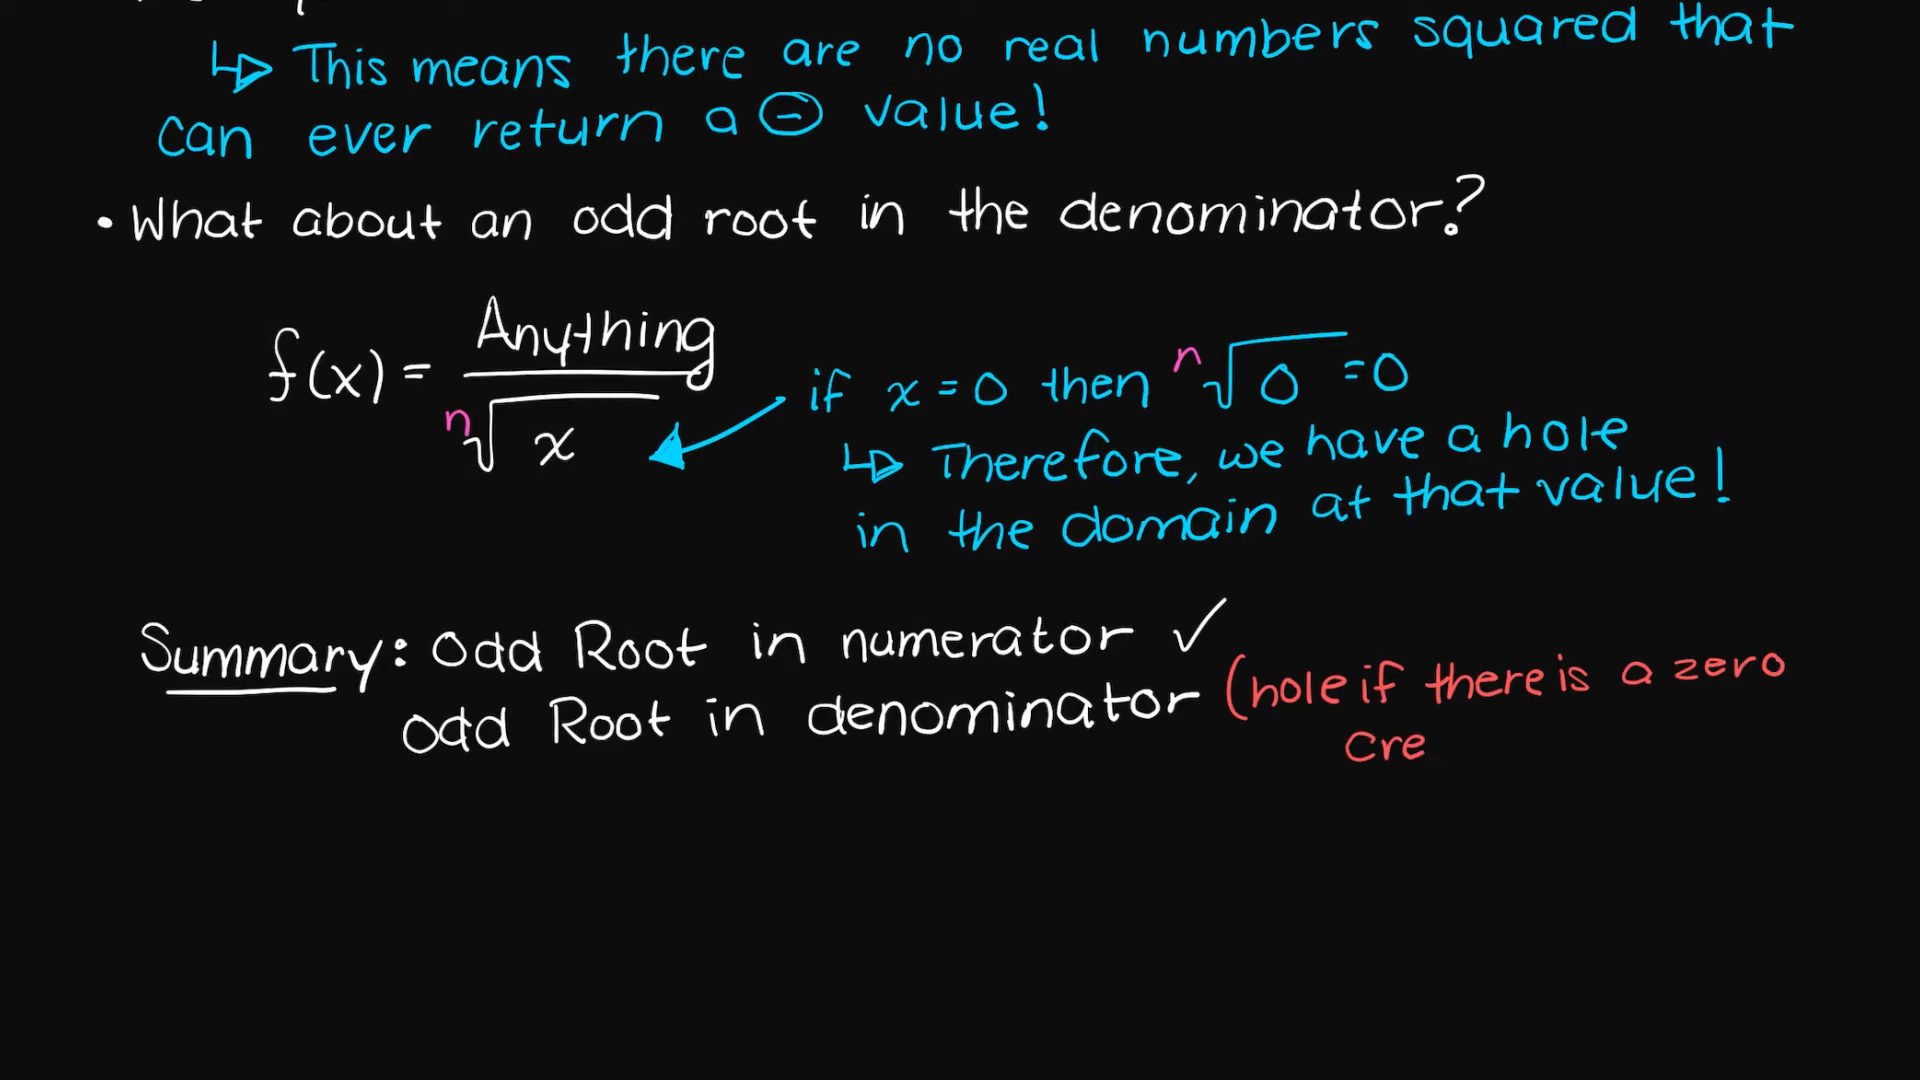 ↳ This means there are no real numbers squared that
can ever return a ⊖ value!
• What about an odd root in the denominator?
f(x) = Anything / ⁿ√x
if x = 0 then ⁿ√0 = 0
↳ Therefore, we have a hole
in the domain at that value!
Summary: Odd Root in numerator ✓
Odd Root in denominator (hole if there is a zero
cre